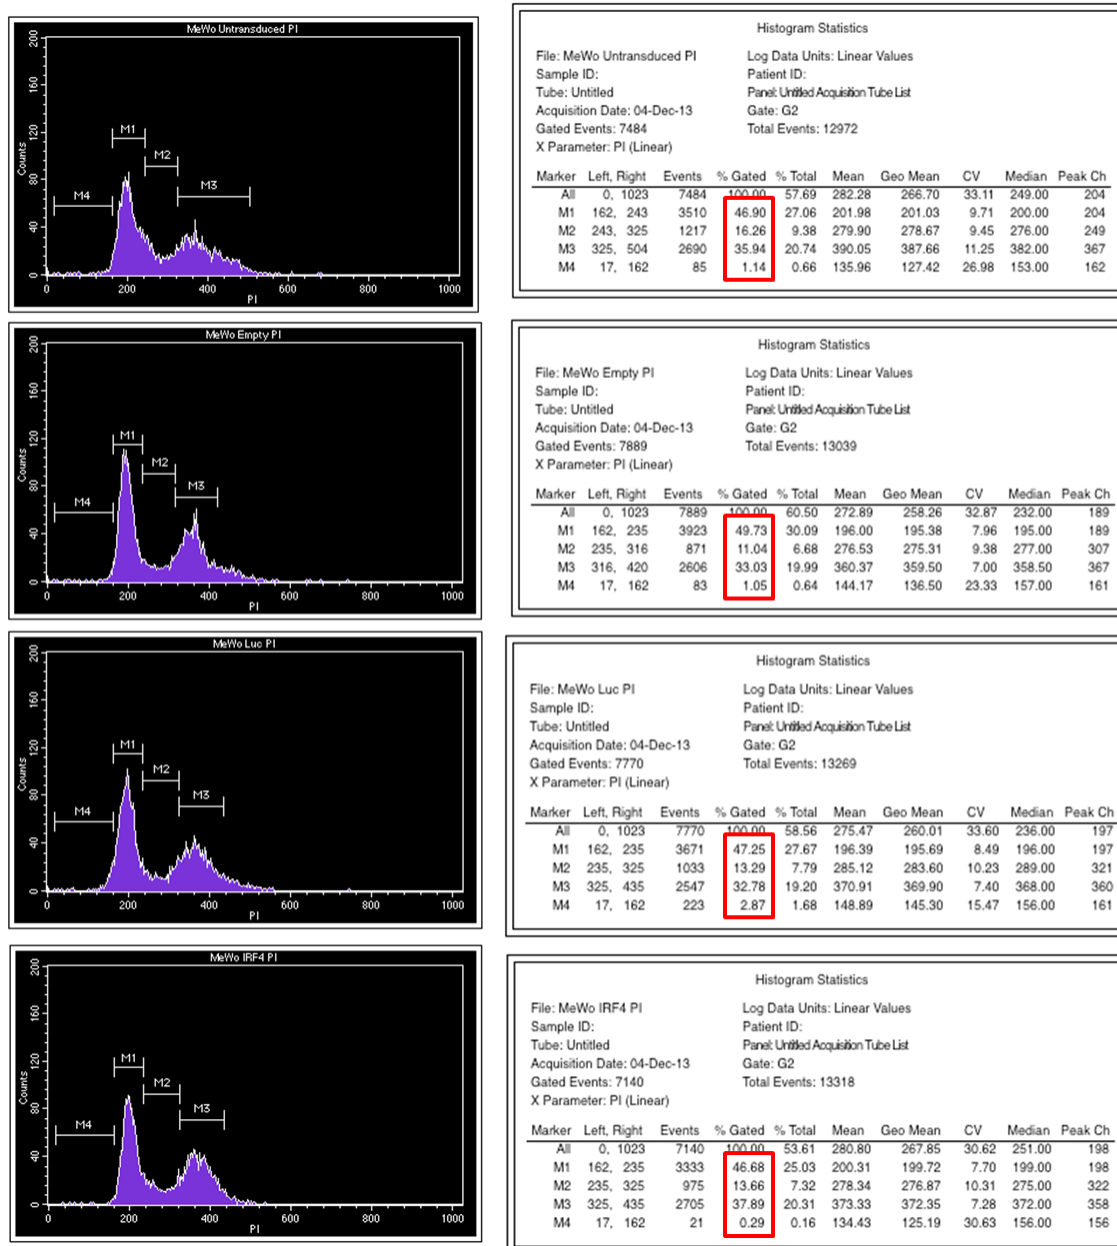 MeWo Untransduced PI
200
160
120
80
40
0
Counts
M1
M2
M3
M4
0 200 400 600 800 1000
PI
Histogram Statistics
File: MeWo Untransduced PI Log Data Units: Linear Values
Sample ID: Patient ID:
Tube: Untitled Panel: Untitled Acquisition Tube List
Acquisition Date: 04-Dec-13 Gate: G2
Gated Events: 7484 Total Events: 12972
X Parameter: PI (Linear)
Marker Left, Right Events % Gated % Total Mean Geo Mean CV Median Peak Ch
All 0, 1023 7484 100.00 57.69 282.28 266.70 33.11 249.00 204
M1 162, 243 3510 46.90 27.06 201.98 201.03 9.71 200.00 204
M2 243, 325 1217 16.26 9.38 279.90 278.67 9.45 276.00 249
M3 325, 504 2690 35.94 20.74 390.05 387.66 11.25 382.00 367
M4 17, 162 85 1.14 0.66 135.96 127.42 26.98 153.00 162
MeWo Empty PI
200
160
120
80
40
0
Counts
M1
M2
M3
M4
0 200 400 600 800 1000
PI
Histogram Statistics
File: MeWo Empty PI Log Data Units: Linear Values
Sample ID: Patient ID:
Tube: Untitled Panel: Untitled Acquisition Tube List
Acquisition Date: 04-Dec-13 Gate: G2
Gated Events: 7889 Total Events: 13039
X Parameter: PI (Linear)
Marker Left, Right Events % Gated % Total Mean Geo Mean CV Median Peak Ch
All 0, 1023 7889 100.00 60.50 272.89 258.26 32.87 232.00 189
M1 162, 235 3923 49.73 30.09 196.00 195.38 7.96 195.00 189
M2 235, 316 871 11.04 6.68 276.53 275.31 9.38 277.00 307
M3 316, 420 2606 33.03 19.99 360.37 359.50 7.00 358.50 367
M4 17, 162 83 1.05 0.64 144.17 136.50 23.33 157.00 161
MeWo Luc PI
200
160
120
80
40
0
Counts
M1
M2
M3
M4
0 200 400 600 800 1000
PI
Histogram Statistics
File: MeWo Luc PI Log Data Units: Linear Values
Sample ID: Patient ID:
Tube: Untitled Panel: Untitled Acquisition Tube List
Acquisition Date: 04-Dec-13 Gate: G2
Gated Events: 7770 Total Events: 13269
X Parameter: PI (Linear)
Marker Left, Right Events % Gated % Total Mean Geo Mean CV Median Peak Ch
All 0, 1023 7770 100.00 58.56 275.47 260.01 33.60 236.00 197
M1 162, 235 3671 47.25 27.67 196.39 195.69 8.49 196.00 197
M2 235, 325 1033 13.29 7.79 285.12 283.60 10.23 289.00 321
M3 325, 435 2547 32.78 19.20 370.91 369.90 7.40 368.00 360
M4 17, 162 223 2.87 1.68 148.89 145.30 15.47 156.00 161
MeWo IRF4 PI
200
160
120
80
40
0
Counts
M1
M2
M3
M4
0 200 400 600 800 1000
PI
Histogram Statistics
File: MeWo IRF4 PI Log Data Units: Linear Values
Sample ID: Patient ID:
Tube: Untitled Panel: Untitled Acquisition Tube List
Acquisition Date: 04-Dec-13 Gate: G2
Gated Events: 7140 Total Events: 13318
X Parameter: PI (Linear)
Marker Left, Right Events % Gated % Total Mean Geo Mean CV Median Peak Ch
All 0, 1023 7140 100.00 53.61 280.80 267.85 30.62 251.00 198
M1 162, 235 3333 46.68 25.03 200.31 199.72 7.70 199.00 198
M2 235, 325 975 13.66 7.32 278.34 276.87 10.31 275.00 322
M3 325, 435 2705 37.89 20.31 373.33 372.35 7.28 372.00 358
M4 17, 162 21 0.29 0.16 134.43 125.19 30.63 156.00 156